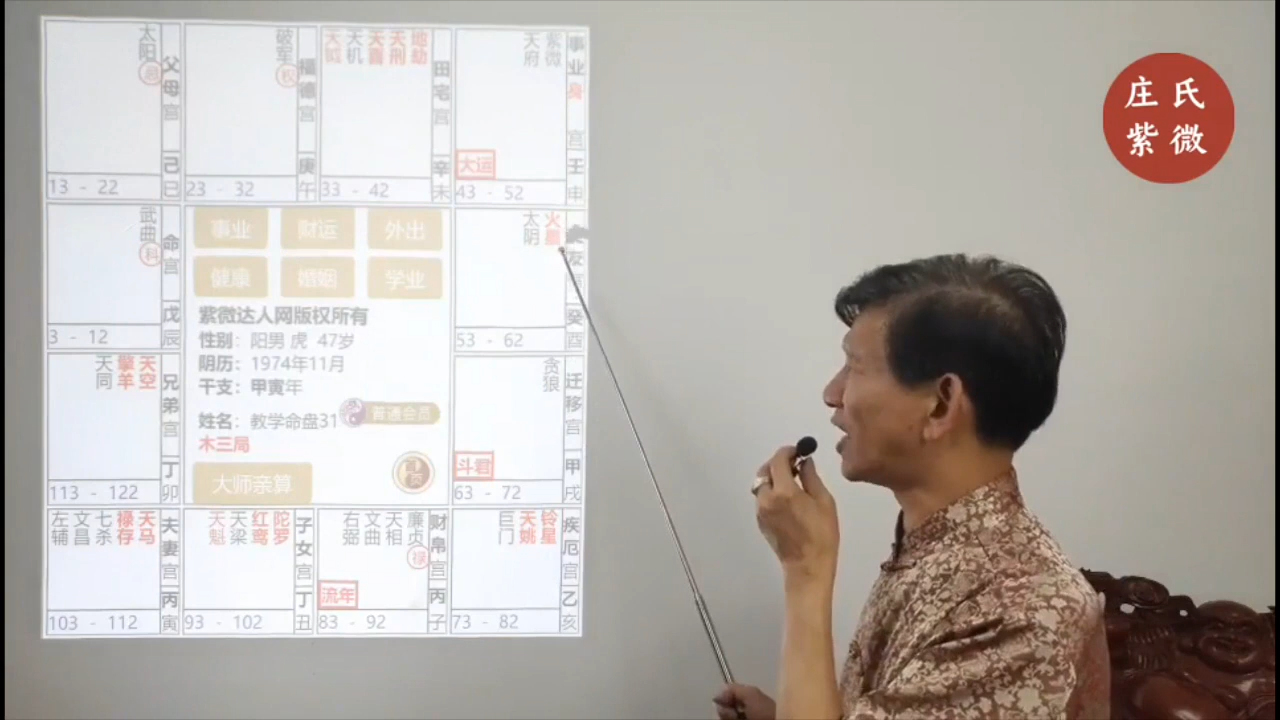 庄氏
紫微
太阳
忌
父母宫
己巳
13 - 22
破军
权
福德宫
庚午
23 - 32
天钺
天机
天喜
天刑
地劫
田宅宫
辛未
33 - 42
天府
紫微
事业
身
宫
壬申
大运
43 - 52
武曲
科
命宫
戊辰
3 - 12
事业 财运 外出
健康 婚姻 学业
紫微达人网版权所有
性别：阳男 虎 47岁
阴历：1974年11月
干支：甲寅年
姓名：教学命盘31
普通会员
木三局
大师亲算
太阴
火星
友
癸酉
53 - 62
天同
擎羊
天空
兄弟宫
丁卯
113 - 122
贪狼
迁移宫
甲戌
斗君
63 - 72
左辅
文昌
七杀
禄存
天马
夫妻宫
丙寅
103 - 112
天魁
天梁
红鸾
陀罗
子女宫
丁丑
93 - 102
右弼
文曲
天相
廉贞
禄
财帛宫
丙子
流年
83 - 92
巨门
天姚
铃星
疾厄宫
乙亥
73 - 82